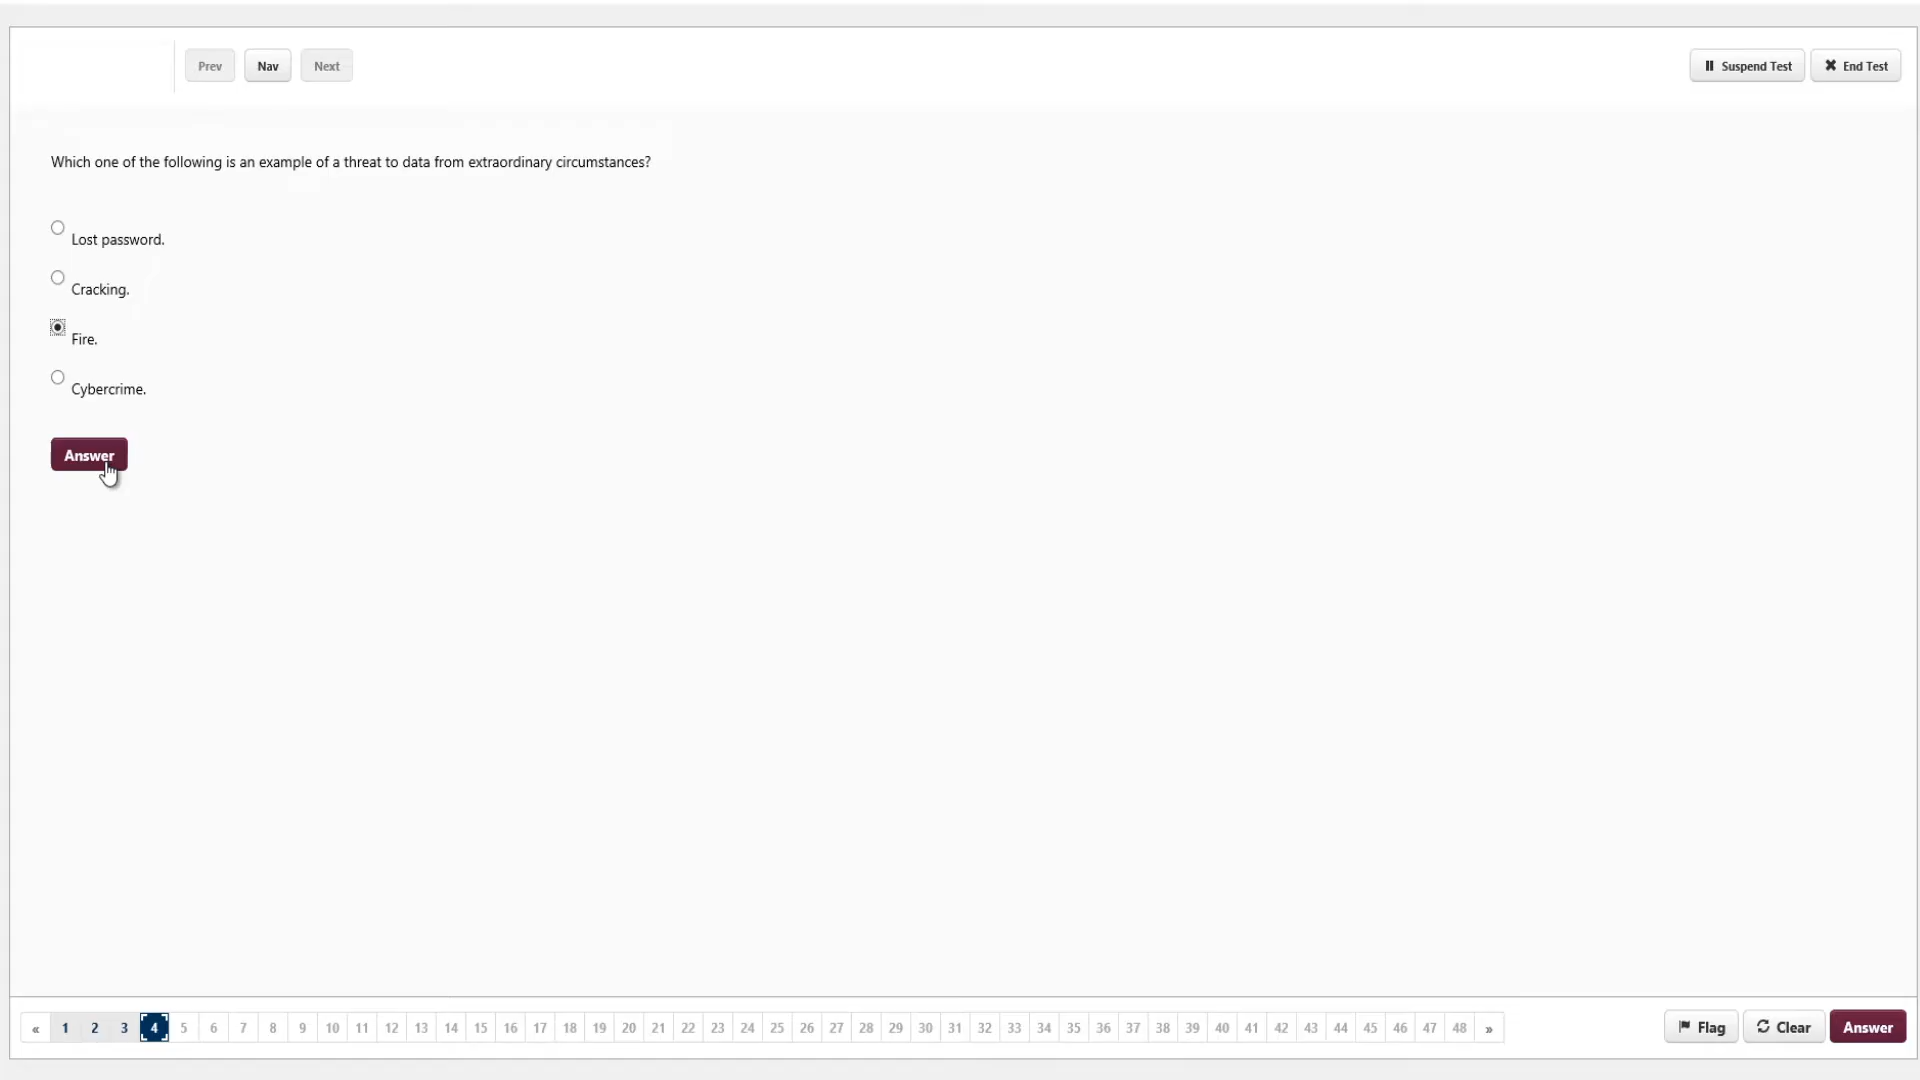 Prev Nav Next Suspend Test End Test
Which one of the following is an example of a threat to data from extraordinary circumstances?
Lost password.
Cracking.
Fire.
Cybercrime.
Answer
« 1 2 3 4 5 6 7 8 9 10 11 12 13 14 15 16 17 18 19 20 21 22 23 24 25 26 27 28 29 30 31 32 33 34 35 36 37 38 39 40 41 42 43 44 45 46 47 48 » Flag Clear Answer